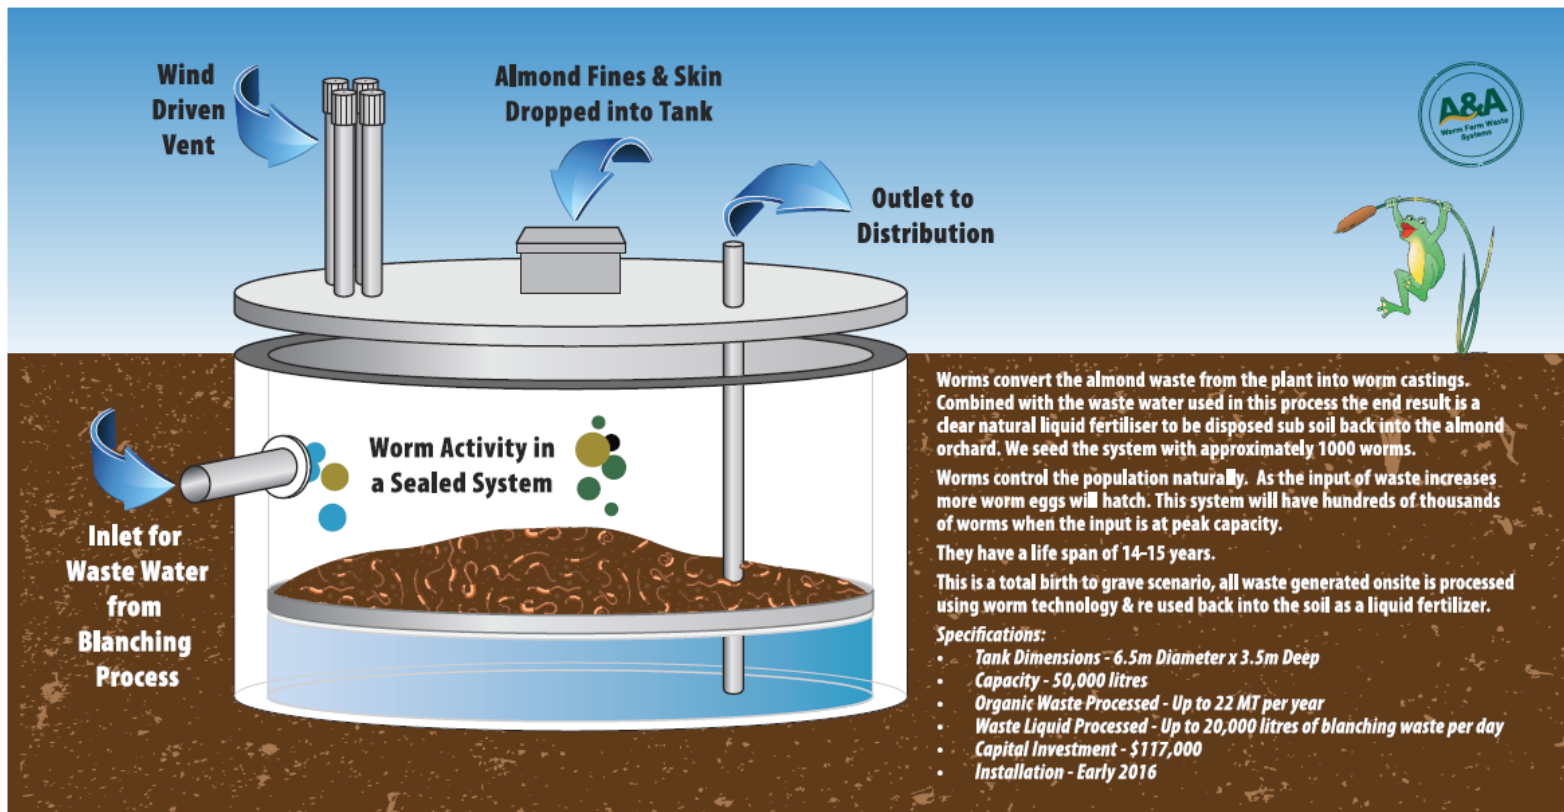 Wind
Driven
Vent
Almond Fines & Skin
Dropped into Tank
A&A
Worm Farm Waste
Systems
Outlet to
Distribution
Worm Activity in
a Sealed System
Inlet for
Waste Water
from
Blanching
Process
Worms convert the almond waste from the plant into worm castings.
Combined with the waste water used in this process the end result is a
clear natural liquid fertiliser to be disposed sub soil back into the almond
orchard. We seed the system with approximately 1000 worms.
Worms control the population naturally. As the input of waste increases
more worm eggs will hatch. This system will have hundreds of thousands
of worms when the input is at peak capacity.
They have a life span of 14-15 years.
This is a total birth to grave scenario, all waste generated onsite is processed
using worm technology & re used back into the soil as a liquid fertilizer.
Specifications:
• Tank Dimensions - 6.5m Diameter x 3.5m Deep
• Capacity - 50,000 litres
• Organic Waste Processed - Up to 22 MT per year
• Waste Liquid Processed - Up to 20,000 litres of blanching waste per day
• Capital Investment - $117,000
• Installation - Early 2016